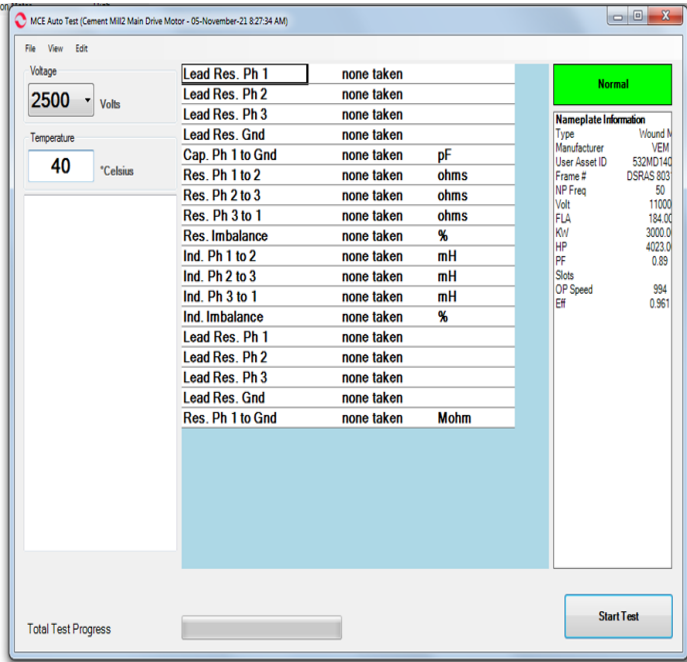 MCE Auto Test (Cement Mill2 Main Drive Motor - 05-November-21 8:27:34 AM)
File View Edit
Voltage
2500 Volts
Temperature
40 °Celsius
Lead Res. Ph 1 none taken
Lead Res. Ph 2 none taken
Lead Res. Ph 3 none taken
Lead Res. Gnd none taken
Cap. Ph 1 to Gnd none taken pF
Res. Ph 1 to 2 none taken ohms
Res. Ph 2 to 3 none taken ohms
Res. Ph 3 to 1 none taken ohms
Res. Imbalance none taken %
Ind. Ph 1 to 2 none taken mH
Ind. Ph 2 to 3 none taken mH
Ind. Ph 3 to 1 none taken mH
Ind. Imbalance none taken %
Lead Res. Ph 1 none taken
Lead Res. Ph 2 none taken
Lead Res. Ph 3 none taken
Lead Res. Gnd none taken
Res. Ph 1 to Gnd none taken Mohm
Normal
Nameplate Information
Type Wound M
Manufacturer VEM
User Asset ID 532MD140
Frame # DSRAS 803
NP Freq 50
Volt 11000
FLA 184.00
KW 3000.0
HP 4023.0
PF 0.89
Slots
OP Speed 994
Eff 0.961
Total Test Progress
Start Test